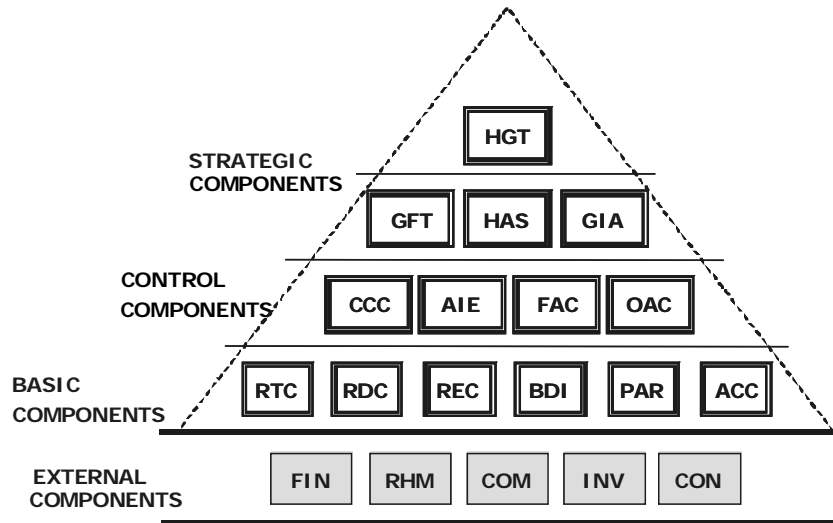 HGT
STRATEGIC
COMPONENTS
GFT HAS GIA
CONTROL
COMPONENTS
CCC AIE FAC OAC
BASIC
COMPONENTS
RTC RDC REC BDI PAR ACC
EXTERNAL
COMPONENTS
FIN RHM COM INV CON